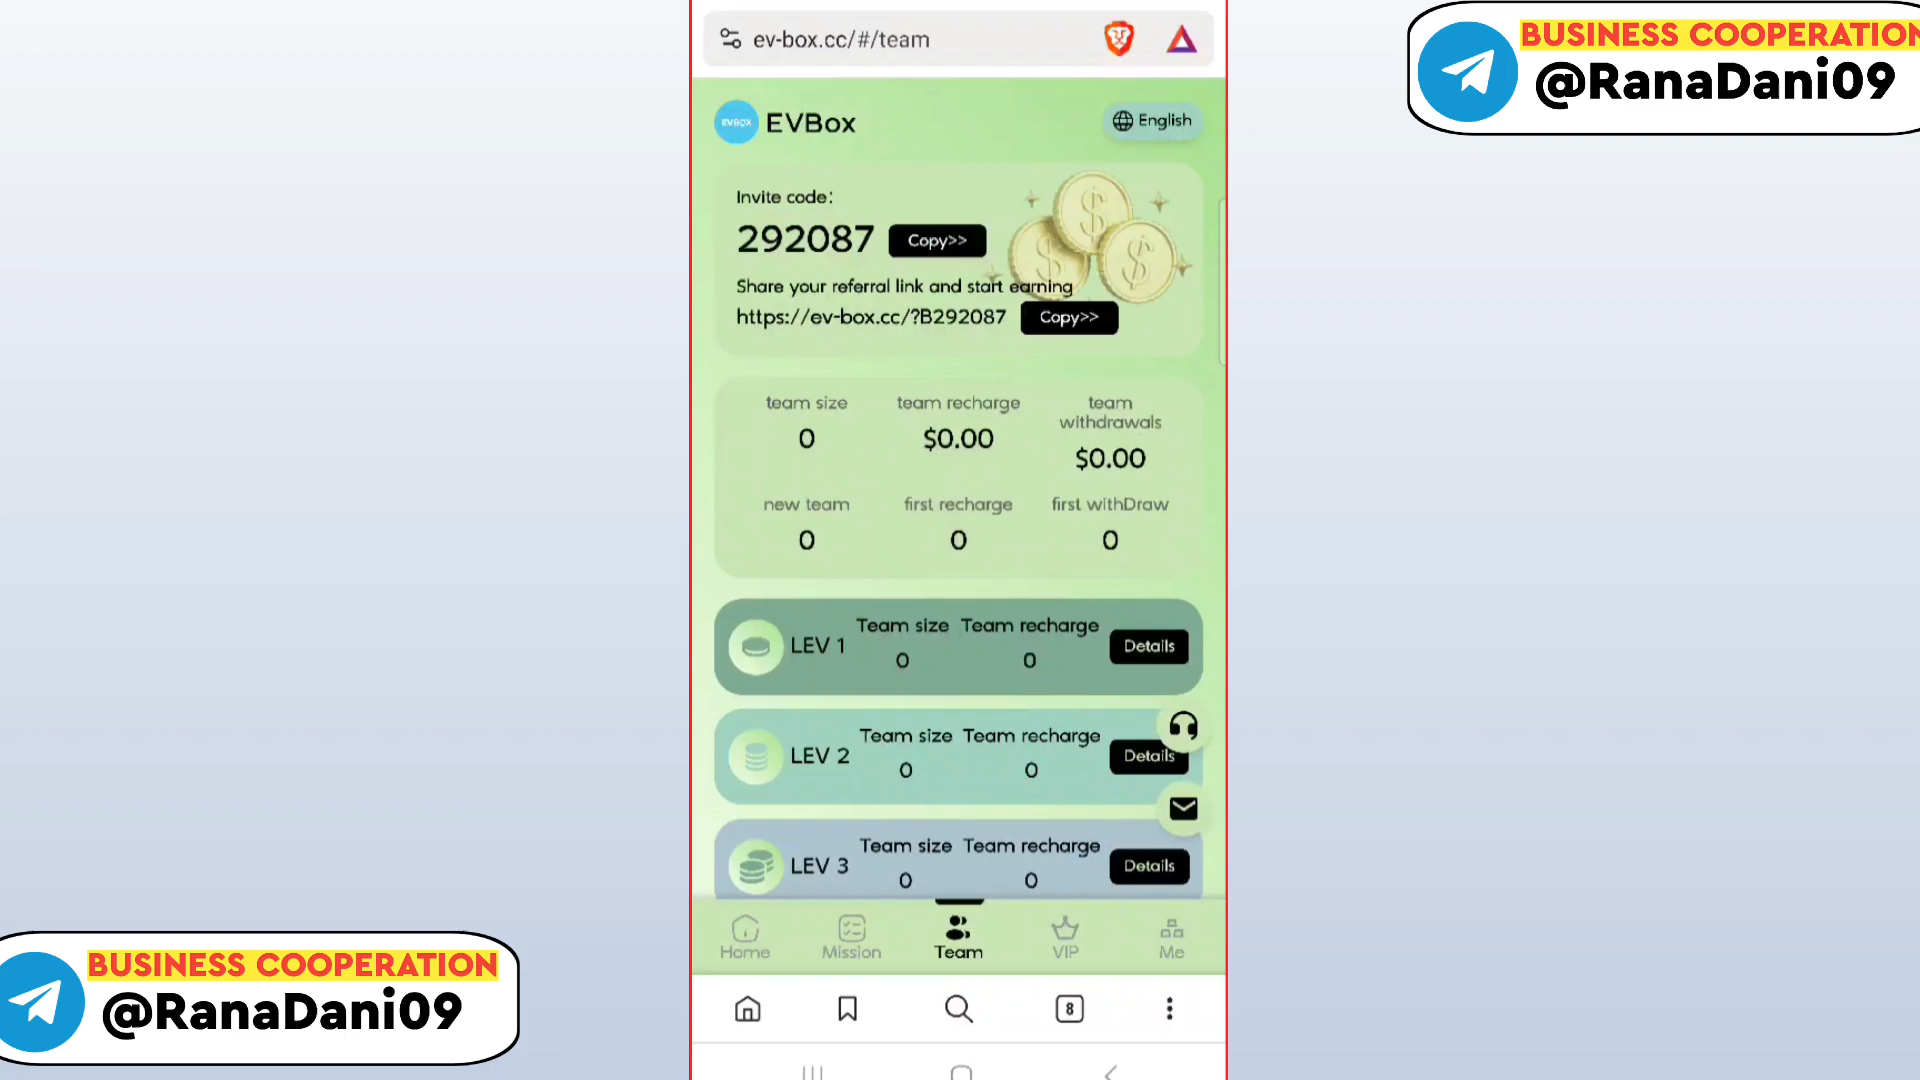 ev-box.cc/#/team
BUSINESS COOPERATION
@RanaDani09
EVBOX
EVBox
English
Invite code:
292087
Copy>>
Share your referral link and start earning
https://ev-box.cc/?B292087
Copy>>
team size
team recharge
team
withdrawals
0
$0.00
$0.00
new team
first recharge
first withDraw
0
0
0
LEV 1
Team size
Team recharge
0
0
Details
LEV 2
Team size
Team recharge
0
0
Details
LEV 3
Team size
Team recharge
0
0
Details
Home
Mission
Team
VIP
Me
8
BUSINESS COOPERATION
@RanaDani09